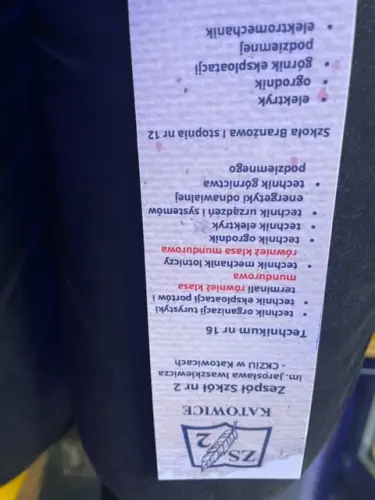 ZS
2
KATOWICE
Zespół Szkół nr 2
im. Jarosława Iwaszkiewicza
- CKZiU w Katowicach
Technikum nr 16
• technik organizacji turystyki
• technik eksploatacji portów i
terminali również klasa
mundurowa
• technik mechanik lotniczy
również klasa mundurowa
• technik ogrodnik
• technik elektryk
• technik urządzeń i systemów
energetyki odnawialnej
• technik górnictwa
podziemnego
Szkoła Branżowa I stopnia nr 12
• elektryk
• ogrodnik
• górnik eksploatacji
podziemnej
• elektromechanik